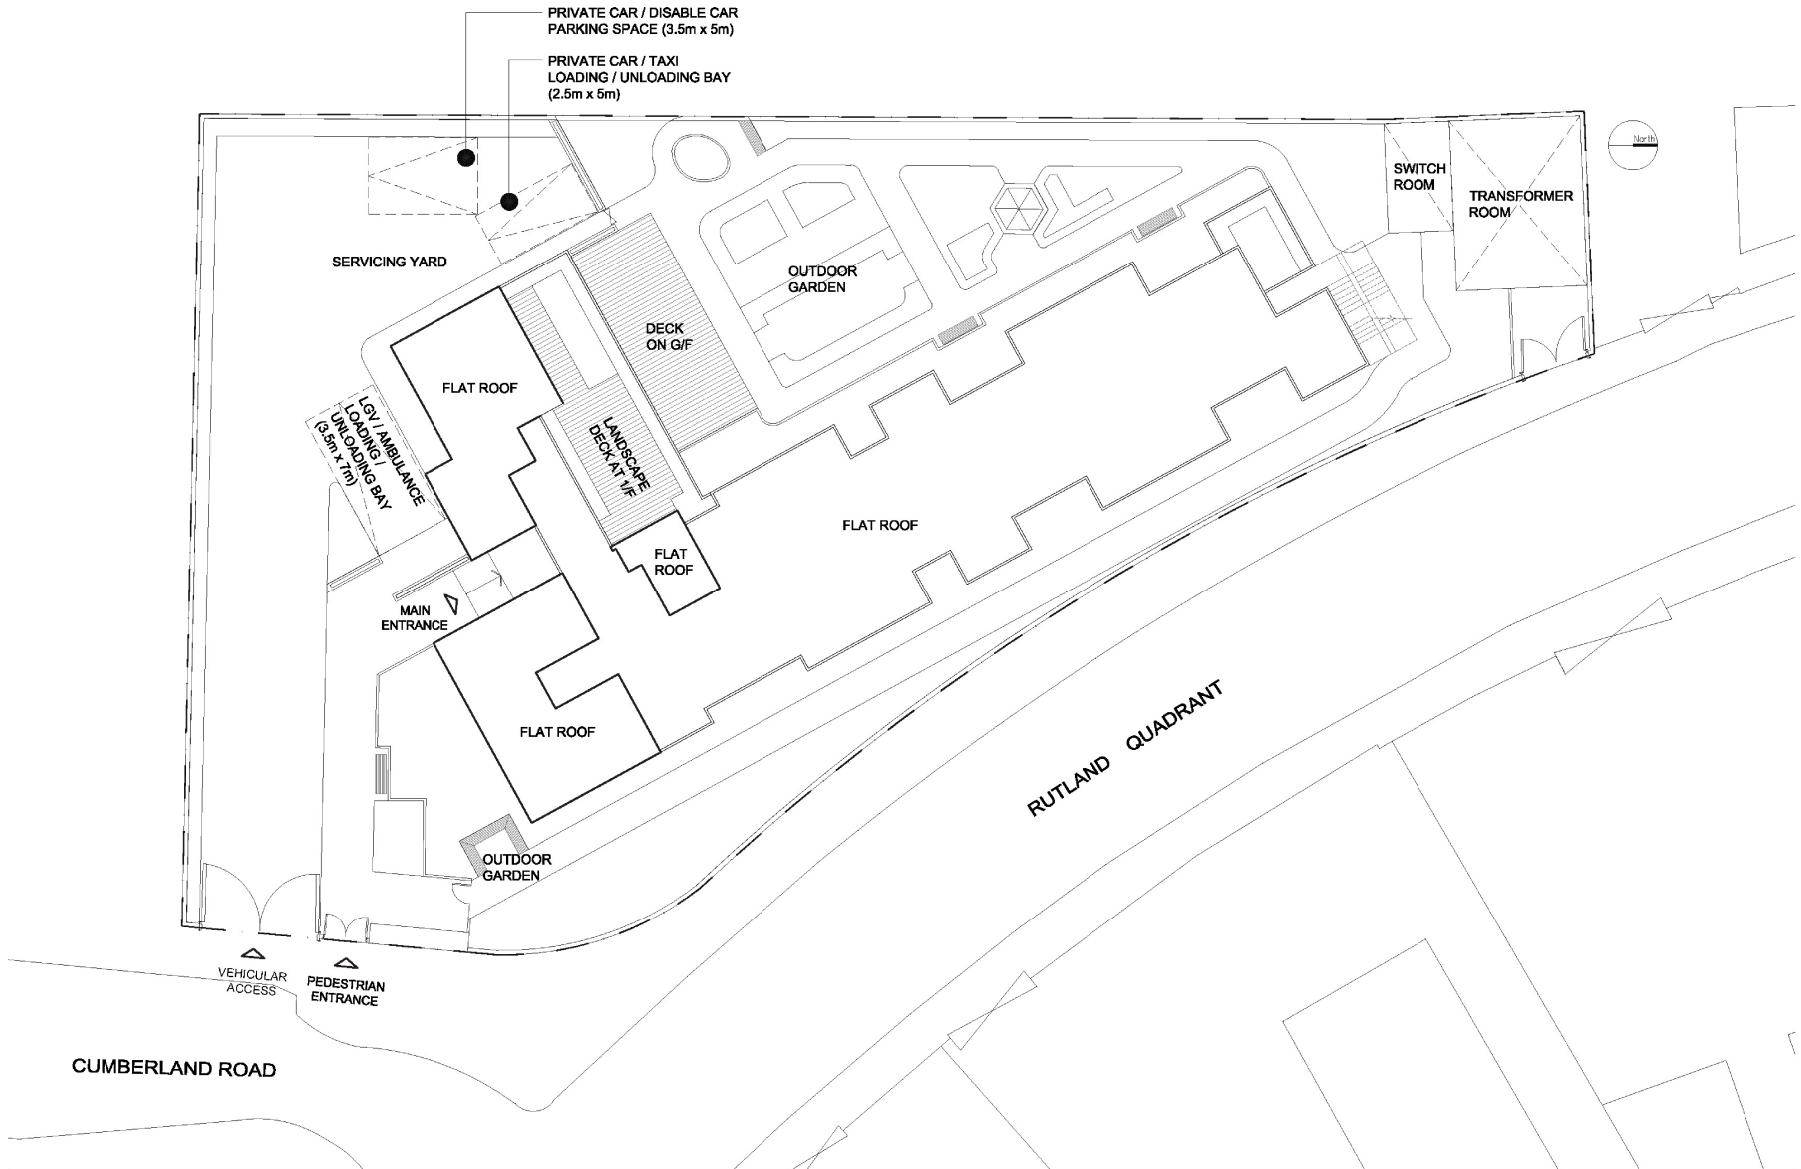 PRIVATE CAR / DISABLE CAR
PARKING SPACE (3.5m x 5m)
PRIVATE CAR / TAXI
LOADING / UNLOADING BAY
(2.5m x 5m)
North
SWITCH
ROOM
TRANSFORMER
ROOM
SERVICING YARD
OUTDOOR
GARDEN
DECK
ON G/F
FLAT ROOF
LGV / AMBULANCE
LOADING /
UNLOADING BAY
(3.5m x 7m)
LANDSCAPE
DECK AT 1/F
FLAT ROOF
FLAT
ROOF
MAIN
ENTRANCE
FLAT ROOF
RUTLAND QUADRANT
OUTDOOR
GARDEN
VEHICULAR
ACCESS
PEDESTRIAN
ENTRANCE
CUMBERLAND ROAD